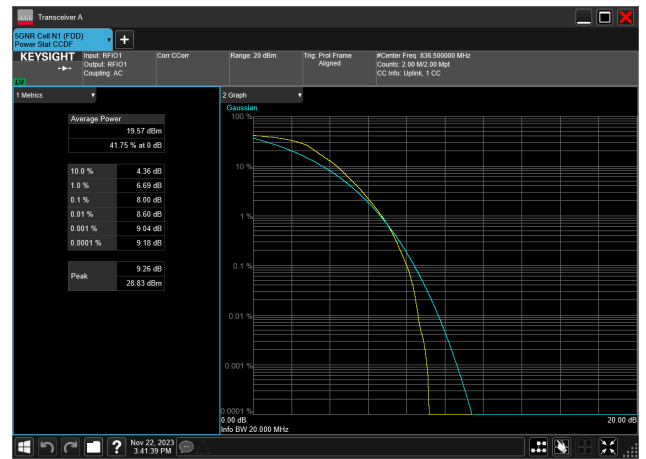 Transceiver A
5GNR Cell N1 (FDD)
Power Stat CCDF
KEYSIGHT
Input: RFIO1
Output: RFIO1
Coupling: AC
Corr CCorr
Range: 20 dBm
Trig: Prot Frame
Aligned
#Center Freq: 836.500000 MHz
Counts: 2.00 M/2.00 Mpt
CC Info: Uplink, 1 CC
1 Metrics
2 Graph
Average Power
19.57 dBm
41.75 % at 0 dB
10.0 % 4.36 dB
1.0 % 6.69 dB
0.1 % 8.00 dB
0.01 % 8.60 dB
0.001 % 9.04 dB
0.0001 % 9.18 dB
Peak
9.26 dB
28.83 dBm
Gaussian
100 %
10 %
1 %
0.1 %
0.01 %
0.001 %
0.0001 %
0.00 dB
20.00 dB
Info BW 20.000 MHz
?
Nov 22, 2023
3:41:39 PM